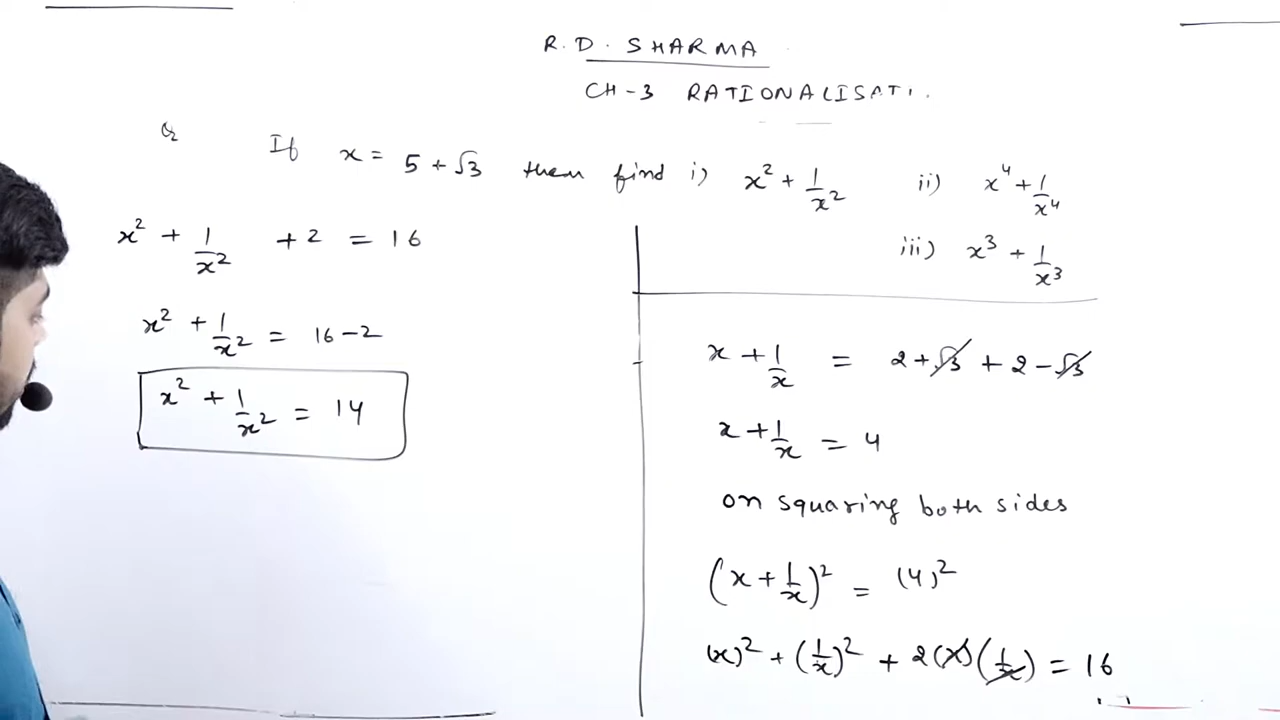 R.D. SHARMA
CH-3 RATIONALISATI
Q If x = 5 + √3 then find i) x² + 1/x² ii) x⁴ + 1/x⁴
iii) x³ + 1/x³
x² + 1/x² + 2 = 16
x² + 1/x² = 16 - 2
x² + 1/x² = 14
x + 1/x = 2 + √3 + 2 - √3
x + 1/x = 4
on squaring both sides
(x + 1/x)² = (4)²
(x)² + (1/x)² + 2(x)(1/x) = 16